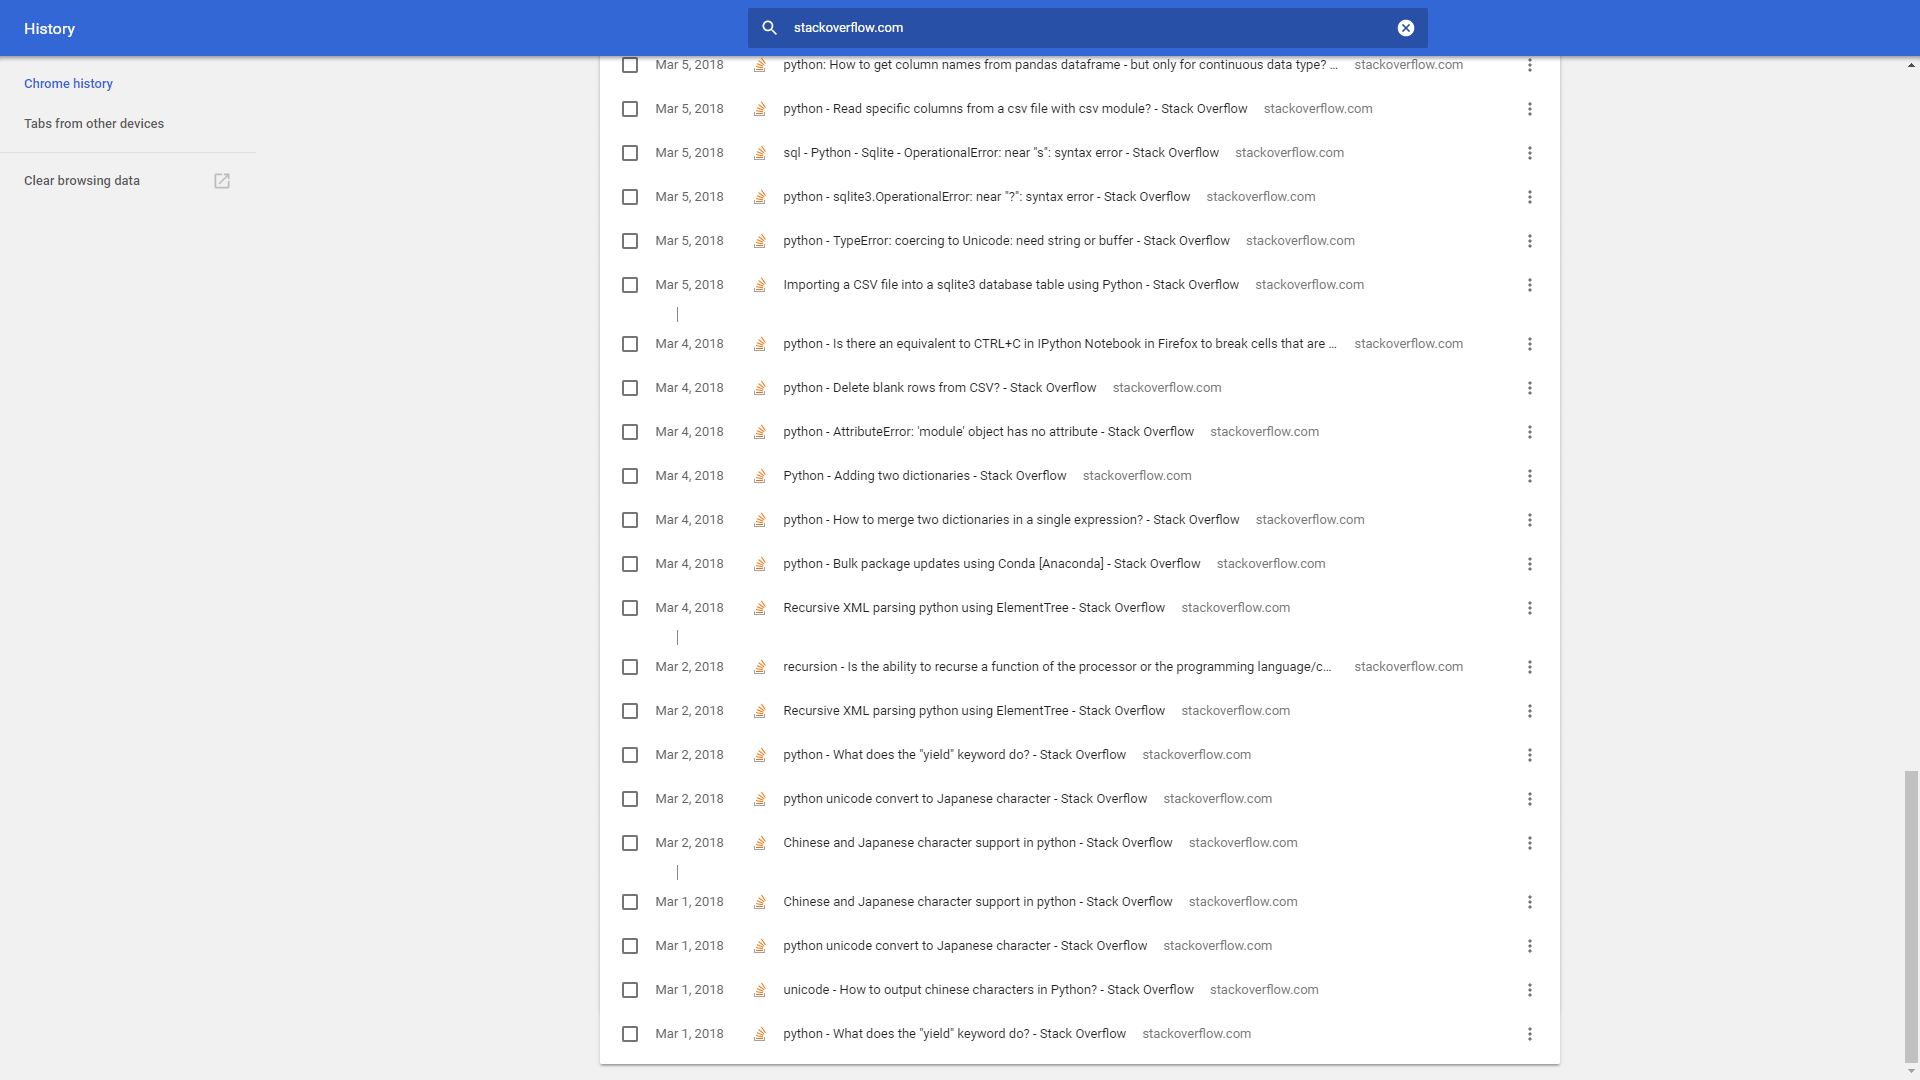 History
stackoverflow.com
Chrome history
Tabs from other devices
Clear browsing data
Mar 5, 2018 python: How to get column names from pandas dataframe - but only for continuous data type? ... stackoverflow.com
Mar 5, 2018 python - Read specific columns from a csv file with csv module? - Stack Overflow stackoverflow.com
Mar 5, 2018 sql - Python - Sqlite - OperationalError: near "s": syntax error - Stack Overflow stackoverflow.com
Mar 5, 2018 python - sqlite3.OperationalError: near "?": syntax error - Stack Overflow stackoverflow.com
Mar 5, 2018 python - TypeError: coercing to Unicode: need string or buffer - Stack Overflow stackoverflow.com
Mar 5, 2018 Importing a CSV file into a sqlite3 database table using Python - Stack Overflow stackoverflow.com
Mar 4, 2018 python - Is there an equivalent to CTRL+C in IPython Notebook in Firefox to break cells that are ... stackoverflow.com
Mar 4, 2018 python - Delete blank rows from CSV? - Stack Overflow stackoverflow.com
Mar 4, 2018 python - AttributeError: 'module' object has no attribute - Stack Overflow stackoverflow.com
Mar 4, 2018 Python - Adding two dictionaries - Stack Overflow stackoverflow.com
Mar 4, 2018 python - How to merge two dictionaries in a single expression? - Stack Overflow stackoverflow.com
Mar 4, 2018 python - Bulk package updates using Conda [Anaconda] - Stack Overflow stackoverflow.com
Mar 4, 2018 Recursive XML parsing python using ElementTree - Stack Overflow stackoverflow.com
Mar 2, 2018 recursion - Is the ability to recurse a function of the processor or the programming language/c... stackoverflow.com
Mar 2, 2018 Recursive XML parsing python using ElementTree - Stack Overflow stackoverflow.com
Mar 2, 2018 python - What does the "yield" keyword do? - Stack Overflow stackoverflow.com
Mar 2, 2018 python unicode convert to Japanese character - Stack Overflow stackoverflow.com
Mar 2, 2018 Chinese and Japanese character support in python - Stack Overflow stackoverflow.com
Mar 1, 2018 Chinese and Japanese character support in python - Stack Overflow stackoverflow.com
Mar 1, 2018 python unicode convert to Japanese character - Stack Overflow stackoverflow.com
Mar 1, 2018 unicode - How to output chinese characters in Python? - Stack Overflow stackoverflow.com
Mar 1, 2018 python - What does the "yield" keyword do? - Stack Overflow stackoverflow.com